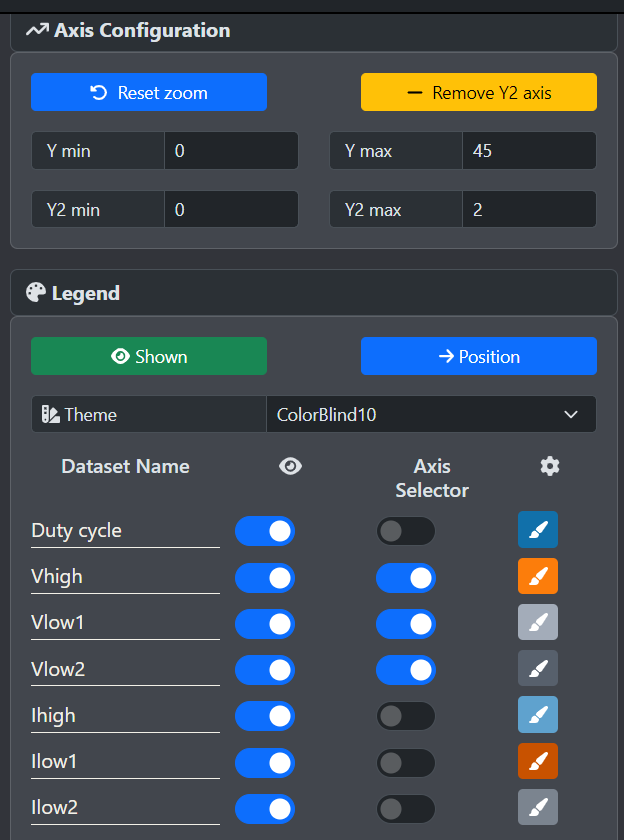 Axis Configuration
Reset zoom
Remove Y2 axis
Y min
0
Y max
45
Y2 min
0
Y2 max
2
Legend
Shown
Position
Theme
ColorBlind10
Dataset Name
Axis
Selector
Duty cycle
Vhigh
Vlow1
Vlow2
Ihigh
Ilow1
Ilow2